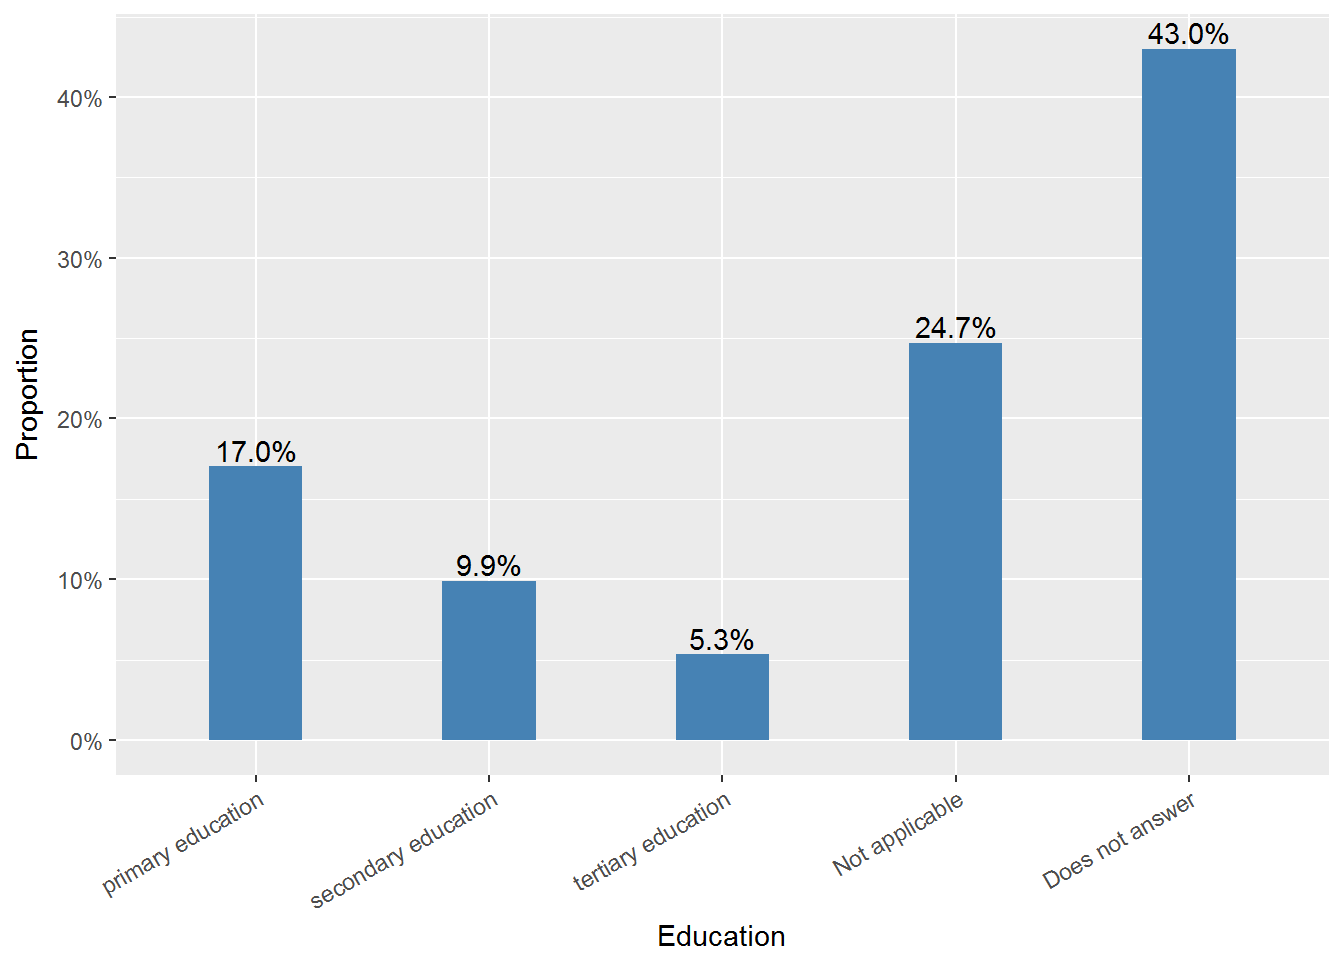 43.0%
40%
30%
24.7%
20%
17.0%
10%
9.9%
5.3%
0%
Proportion
primary education
secondary education
tertiary education
Not applicable
Does not answer
Education